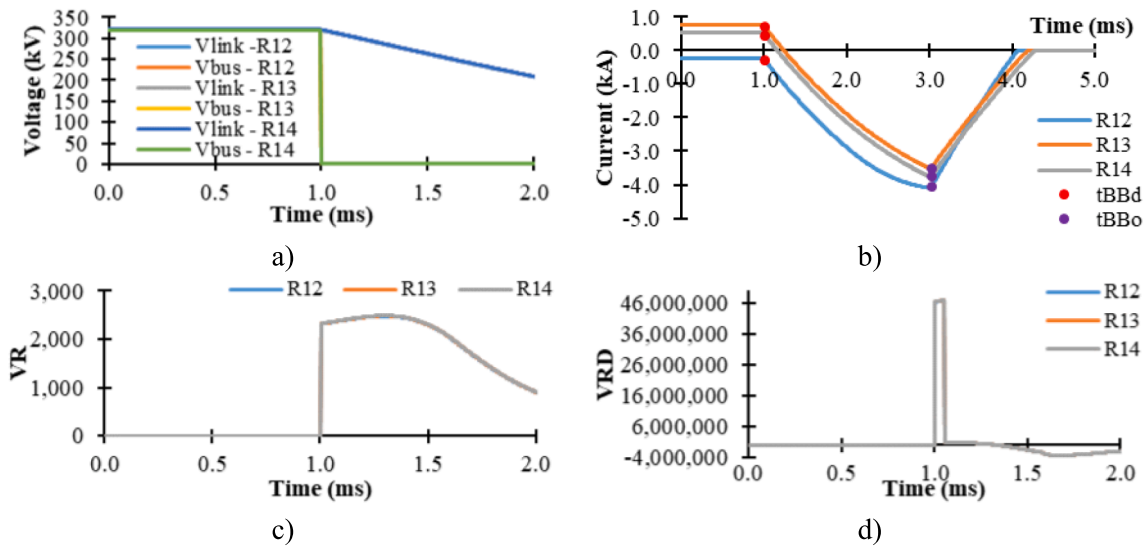 350
300
250
200
150
100
50
0
Voltage (kV)
Vlink -R12
Vbus - R12
Vlink - R13
Vbus - R13
Vlink - R14
Vbus - R14
0.0 0.5 1.0 1.5 2.0
Time (ms)
a)
1.0
0.0
-1.0
-2.0
-3.0
-4.0
-5.0
Current (kA)
Time (ms)
0.0 1.0 2.0 3.0 4.0 5.0
R12
R13
R14
tBBd
tBBo
b)
R12 R13 R14
3,000
2,000
1,000
0
VR
0.0 0.5 1.0 1.5 2.0
Time (ms)
c)
46,000,000
36,000,000
26,000,000
16,000,000
6,000,000
-4,000,000
VRD
R12
R13
R14
0.0 0.5 1.0 1.5 2.0
Time (ms)
d)